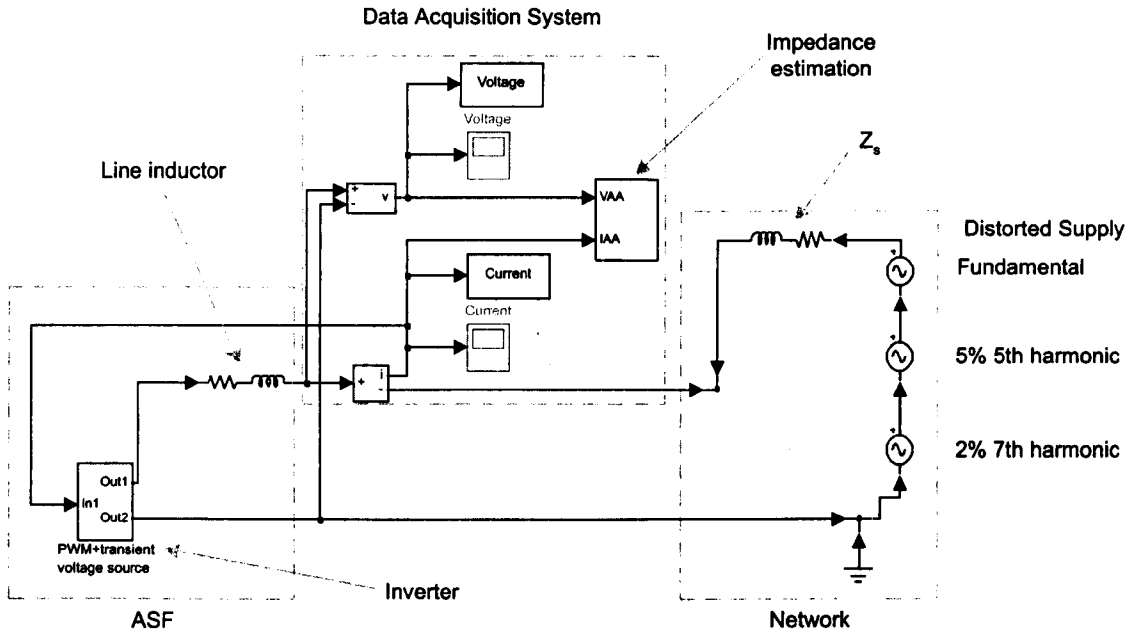 Data Acquisition System
Impedance
estimation
Voltage
Voltage
Z_s
Line inductor
+
-
v
VAA
IAA
Distorted Supply
Fundamental
+
Current
Current
5% 5th harmonic
+
+
i
-
2% 7th harmonic
+
Out1
In1
Out2
PWM+transient
voltage source
Inverter
ASF
Network